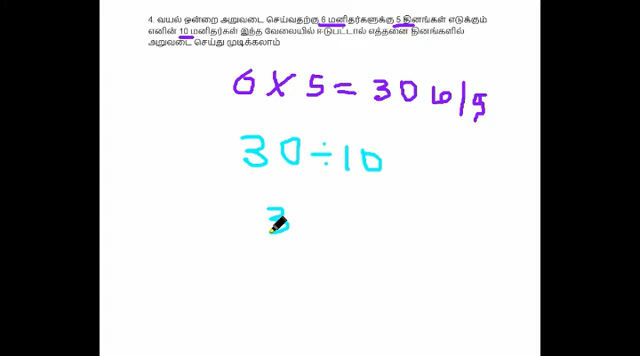 4. வயல் ஒன்றை அறுவடை செய்வதற்கு 6 மனிதர்களுக்கு 5 தினங்கள் எடுக்கும்
எனின் 10 மனிதர்கள் இந்த வேலையில் ஈடுபட்டால் எத்தனை தினங்களில்
அறுவடை செய்து முடிக்கலாம்
6 X 5 = 30 ம/நா
30 ÷ 10
3